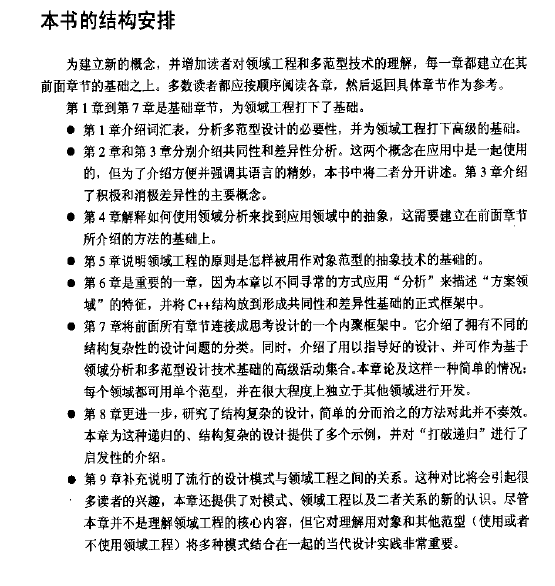 本书的结构安排
为建立新的概念，并增加读者对领域工程和多范型技术的理解，每一章都建立在其
前面章节的基础之上。多数读者都应按顺序阅读各章，然后返回具体章节作为参考。
第 1 章到第 7 章是基础章节，为领域工程打下了基础。
● 第 1 章介绍词汇表，分析多范型设计的必要性，并为领域工程打下高级的基础。
● 第 2 章和第 3 章分别介绍共同性和差异性分析。这两个概念在应用中是一起使用
的，但为了介绍方便并强调其语言的精妙，本书中将二者分开讲述。第 3 章介绍
了积极和消极差异性的主要概念。
● 第 4 章解释如何使用领域分析来找到应用领域中的抽象，这需要建立在前面章节
所介绍的方法的基础上。
● 第 5 章说明领域工程的原则是怎样被用作对象范型的抽象技术的基础的。
● 第 6 章是重要的一章，因为本章以不同寻常的方式应用“分析”来描述“方案领
域”的特征，并将 C++结构放到形成共同性和差异性基础的正式框架中。
● 第 7 章将前面所有章节连接成思考设计的一个内聚框架中。它介绍了拥有不同的
结构复杂性的设计问题的分类。同时，介绍了用以指导好的设计、并可作为基于
领域分析和多范型设计技术基础的高级活动集合。本章论及这样一种简单的情况：
每个领域都可用单个范型，并在很大程度上独立于其他领域进行开发。
● 第 8 章更进一步，研究了结构复杂的设计，简单的分而治之的方法对此并不奏效。
本章为这种递归的、结构复杂的设计提供了多个示例，并对“打破递归”进行了
启发性的介绍。
● 第 9 章补充说明了流行的设计模式与领域工程之间的关系。这种对比将会引起很
多读者的兴趣，本章还提供了对模式、领域工程以及二者关系的新的认识。尽管
本章并不是理解领域工程的核心内容，但它对理解用对象和其他范型（使用或者
不使用领域工程）将多种模式结合在一起的当代设计实践非常重要。